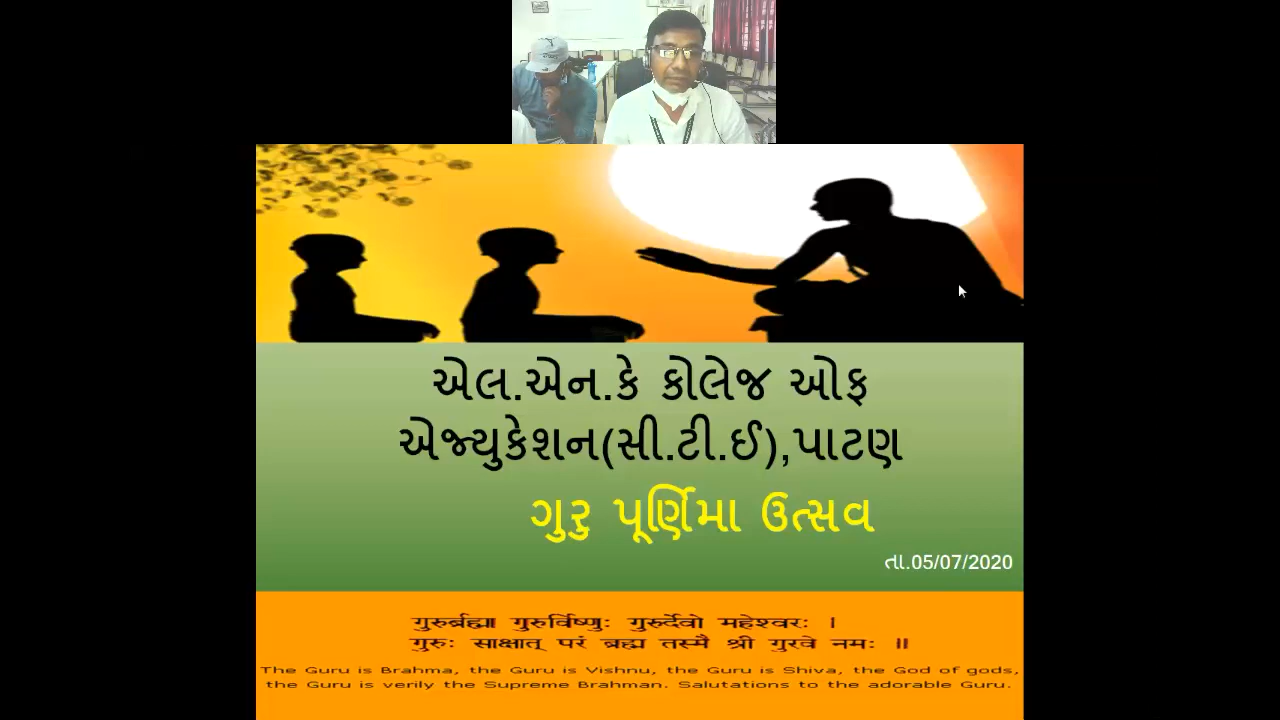 એલ.એન.કે કોલેજ ઓફ
એજ્યુકેશન(સી.ટી.ઈ),પાટણ
ગુરુ પૂર્ણિમા ઉત્સવ
તા.05/07/2020
गुरुर्ब्रह्मा गुरुर्विष्णुः गुरुर्देवो महेश्वरः ।
गुरुः साक्षात् परं ब्रह्म तस्मै श्री गुरवे नमः ॥
The Guru is Brahma, the Guru is Vishnu, the Guru is Shiva, the God of gods,
the Guru is verily the Supreme Brahman. Salutations to the adorable Guru.